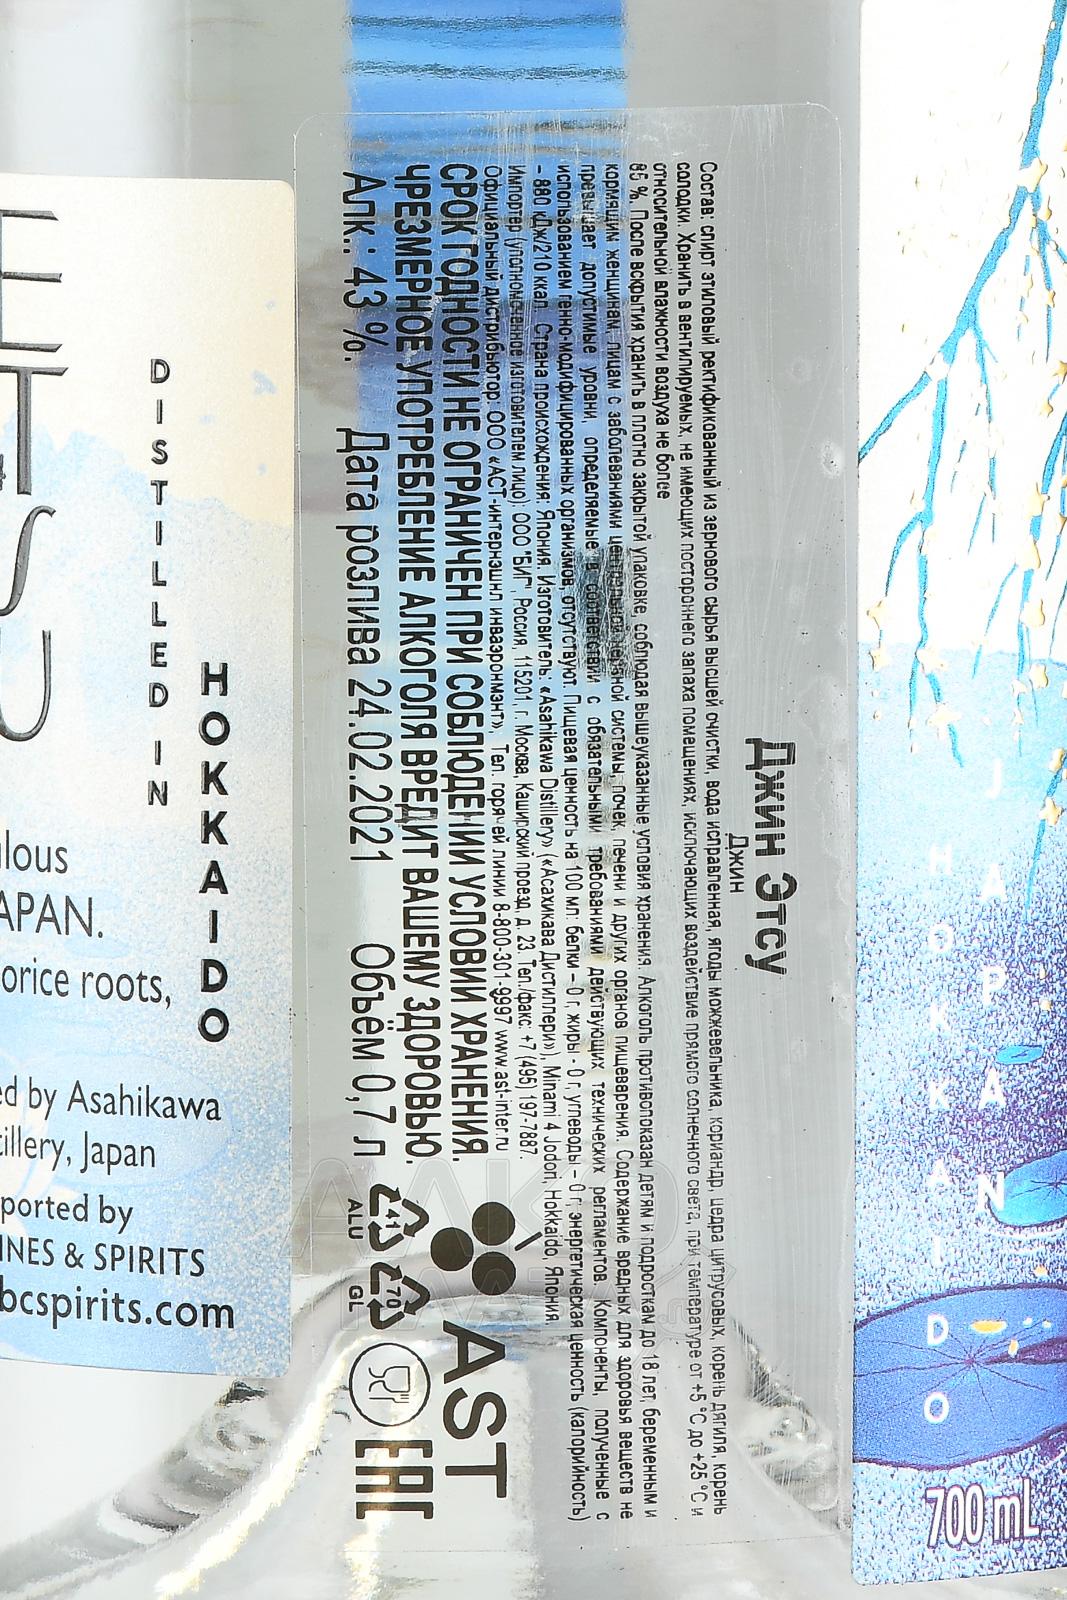 E
T
S
U
DISTILLED IN
HOKKAIDO
lous
APAN.
orice roots,
ed by Asahikawa
tillery, Japan
ported by
INES & SPIRITS
bcspirits.com
Джин Этсу
Джин
Состав: спирт этиловый ректификованный из зернового сырья высшей очистки, вода исправленная, ягоды можжевельника, кориандр, цедра цитрусовых, корень дягиля, корень
солодки. Хранить в вентилируемых, не имеющих постороннего запаха помещениях, исключающих воздействие прямого солнечного света, при температуре от +5 °С до +25 °С и
относительной влажности воздуха не более
85 %. После вскрытия хранить в плотно закрытой упаковке, соблюдая вышеуказанные условия хранения. Алкоголь противопоказан детям и подросткам до 18 лет, беременным и
кормящим женщинам, лицам с заболеваниями центральной нервной системы, почек, печени и других органов пищеварения. Содержание вредных для здоровья веществ не
превышает допустимые уровни, определяемые в соответствии с обязательными требованиями действующих технических регламентов. Компоненты, полученные с
использованием генно-модифицированных организмов, отсутствуют. Пищевая ценность на 100 мл: белки – 0 г, жиры - 0 г, углеводы – 0 г, энергетическая ценность (калорийность)
– 880 кДж/210 ккал. Страна происхождения: Япония. Изготовитель: «Asahikawa Distillery» («Асахикава Дистиллери»), Minami 4 Jodori, Hokkaido, Япония.
Импортер (уполномоченное изготовителем лицо): ООО "БИГ", Россия, 115201, г. Москва, Каширский проезд, д. 23. Тел./факс: +7 (495) 197-7887.
Официальный дистрибьютор: ООО «АСТ-интернэшнл инваэронмэнт», Тел. горячей линии 8-800-301-9997 www.ast-inter.ru
СРОК ГОДНОСТИ НЕ ОГРАНИЧЕН ПРИ СОБЛЮДЕНИИ УСЛОВИЙ ХРАНЕНИЯ.
ЧРЕЗМЕРНОЕ УПОТРЕБЛЕНИЕ АЛКОГОЛЯ ВРЕДИТ ВАШЕМУ ЗДОРОВЬЮ.
Алк.: 43 %. Дата розлива 24.02.2021 Объём 0,7 л
41
ALU
70
GL
AST
EAC
JAPAN
HOKKAIDO
700 mL